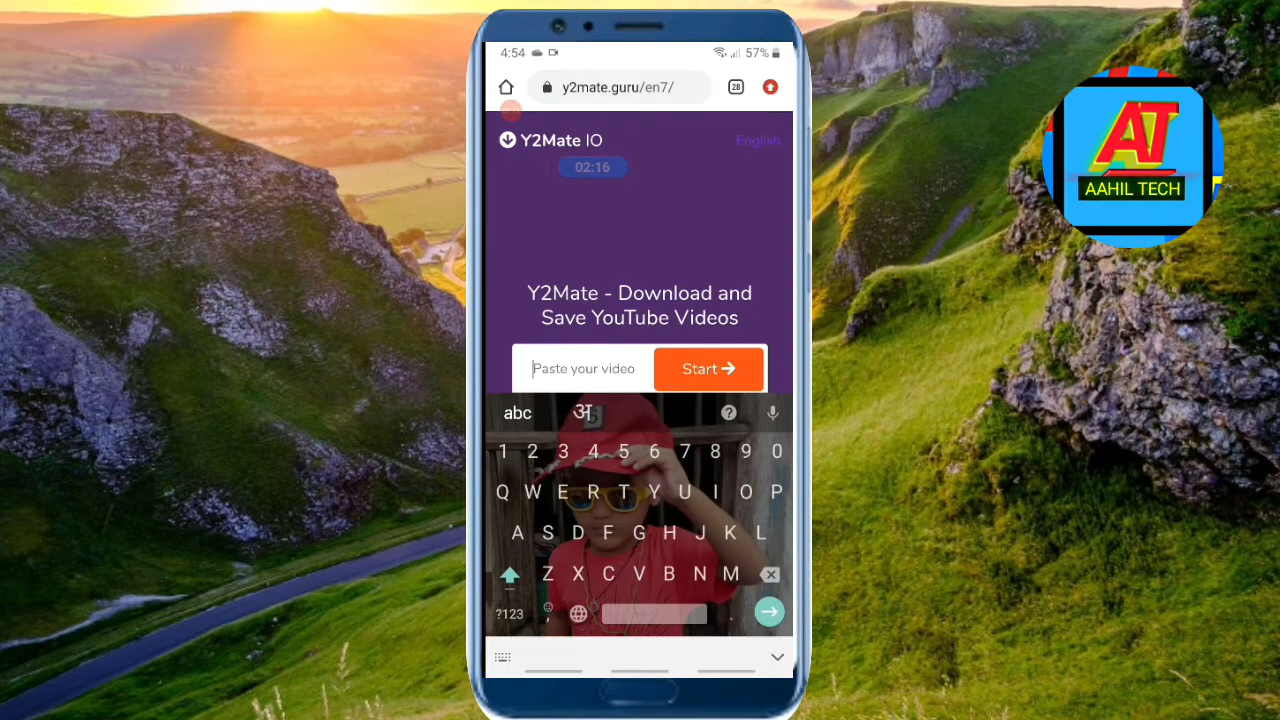 4:54
57%
y2mate.guru/en7/
28
Y2Mate IO
English
02:16
Y2Mate - Download and
Save YouTube Videos
Paste your video
Start
abc अ
1 2 3 4 5 6 7 8 9 0
Q W E R T Y U I O P
A S D F G H J K L
Z X C V B N M
?123 , .
AT
AAHIL TECH